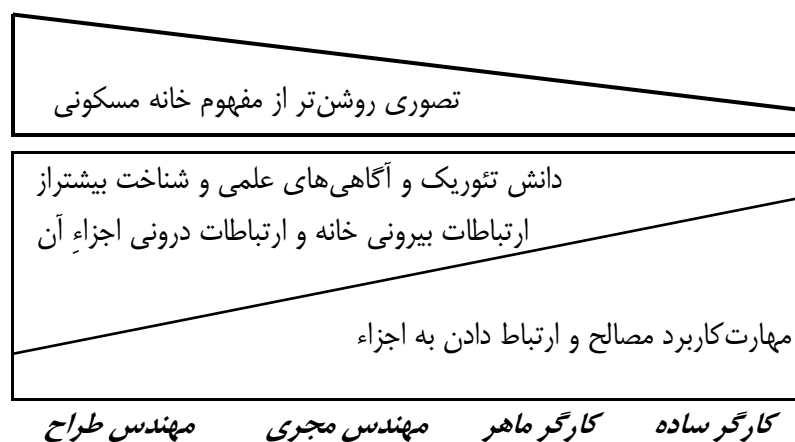 تصوری روشن‌تر از مفهوم خانه مسکونی
دانش تئوریک و آگاهی‌های علمی و شناخت بیشتراز
ارتباطات بیرونی خانه و ارتباطات درونی اجزاءِ آن
مهارت‌کاربرد مصالح و ارتباط دادن به اجزاء
کارگر ساده کارگر ماهر مهندس مجری مهندس طراح